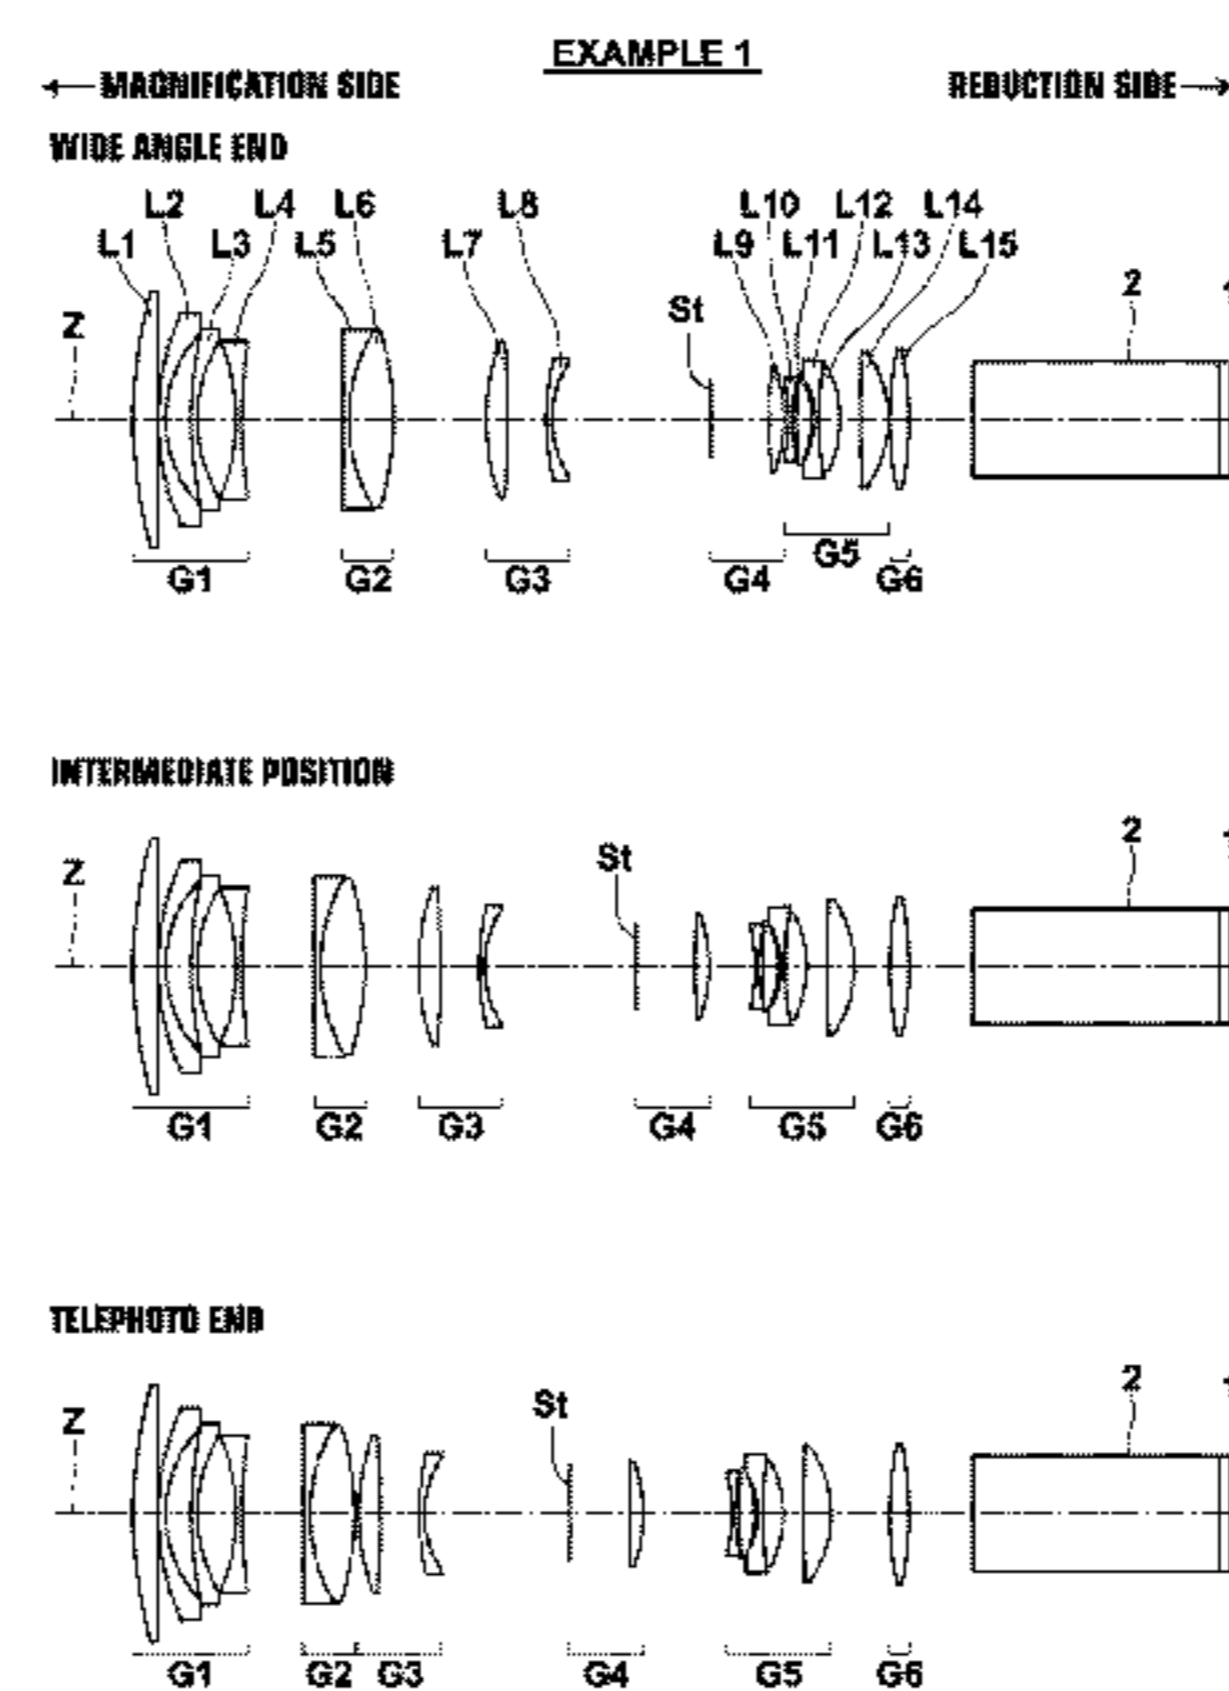 EXAMPLE 1
MAGNIFICATION SIDE REDUCTION SIDE
WIDE ANGLE END
L2 L4 L6 L8 L10 L12 L14
L1 L3 L5 L7 L9 L11 L13 L15
Z St 2
G5
G1 G2 G3 G4 G6
INTERMEDIATE POSITION
Z St 2
G1 G2 G3 G4 G5 G6
TELEPHOTO END
Z St 2
G1 G2 G3 G4 G5 G6